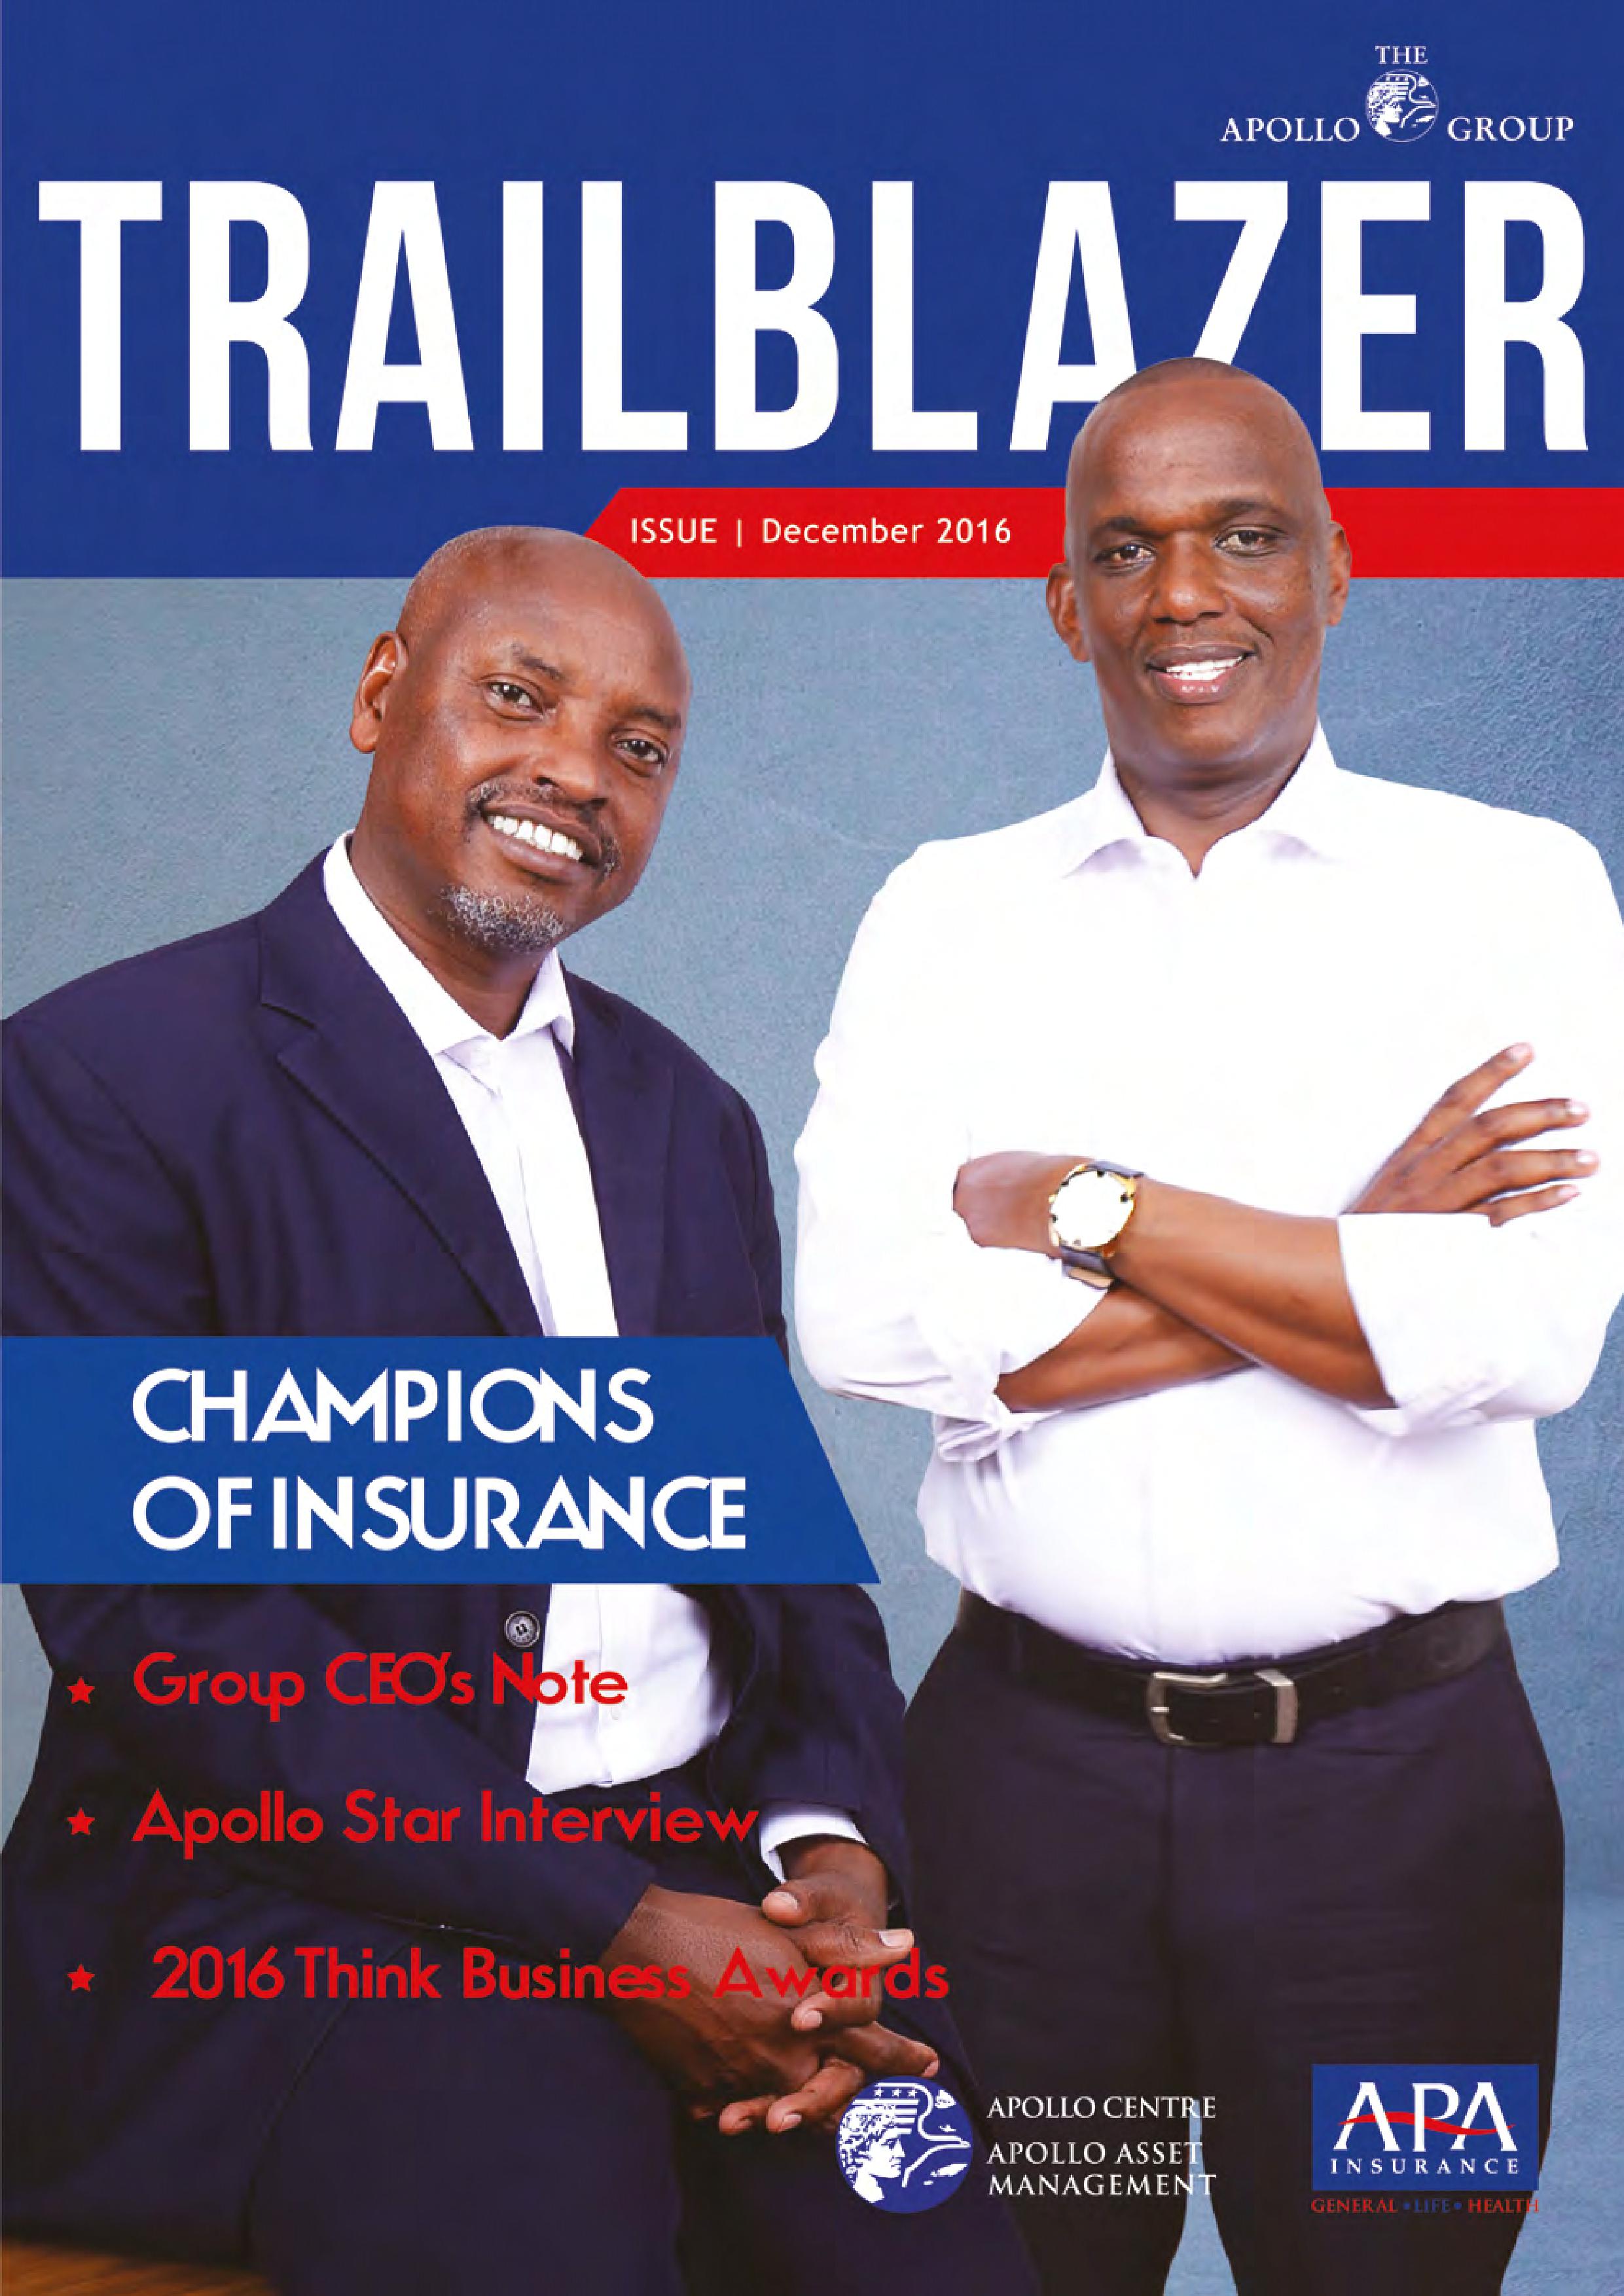 THE
APOLLO GROUP
TRAILBLAZER
ISSUE | December 2016
CHAMPIONS
OF INSURANCE
★ Group CEO's Note
★ Apollo Star Interview
★ 2016 Think Business Awards
APOLLO CENTRE
APOLLO ASSET
MANAGEMENT
APA
INSURANCE
GENERAL • LIFE • HEALTH